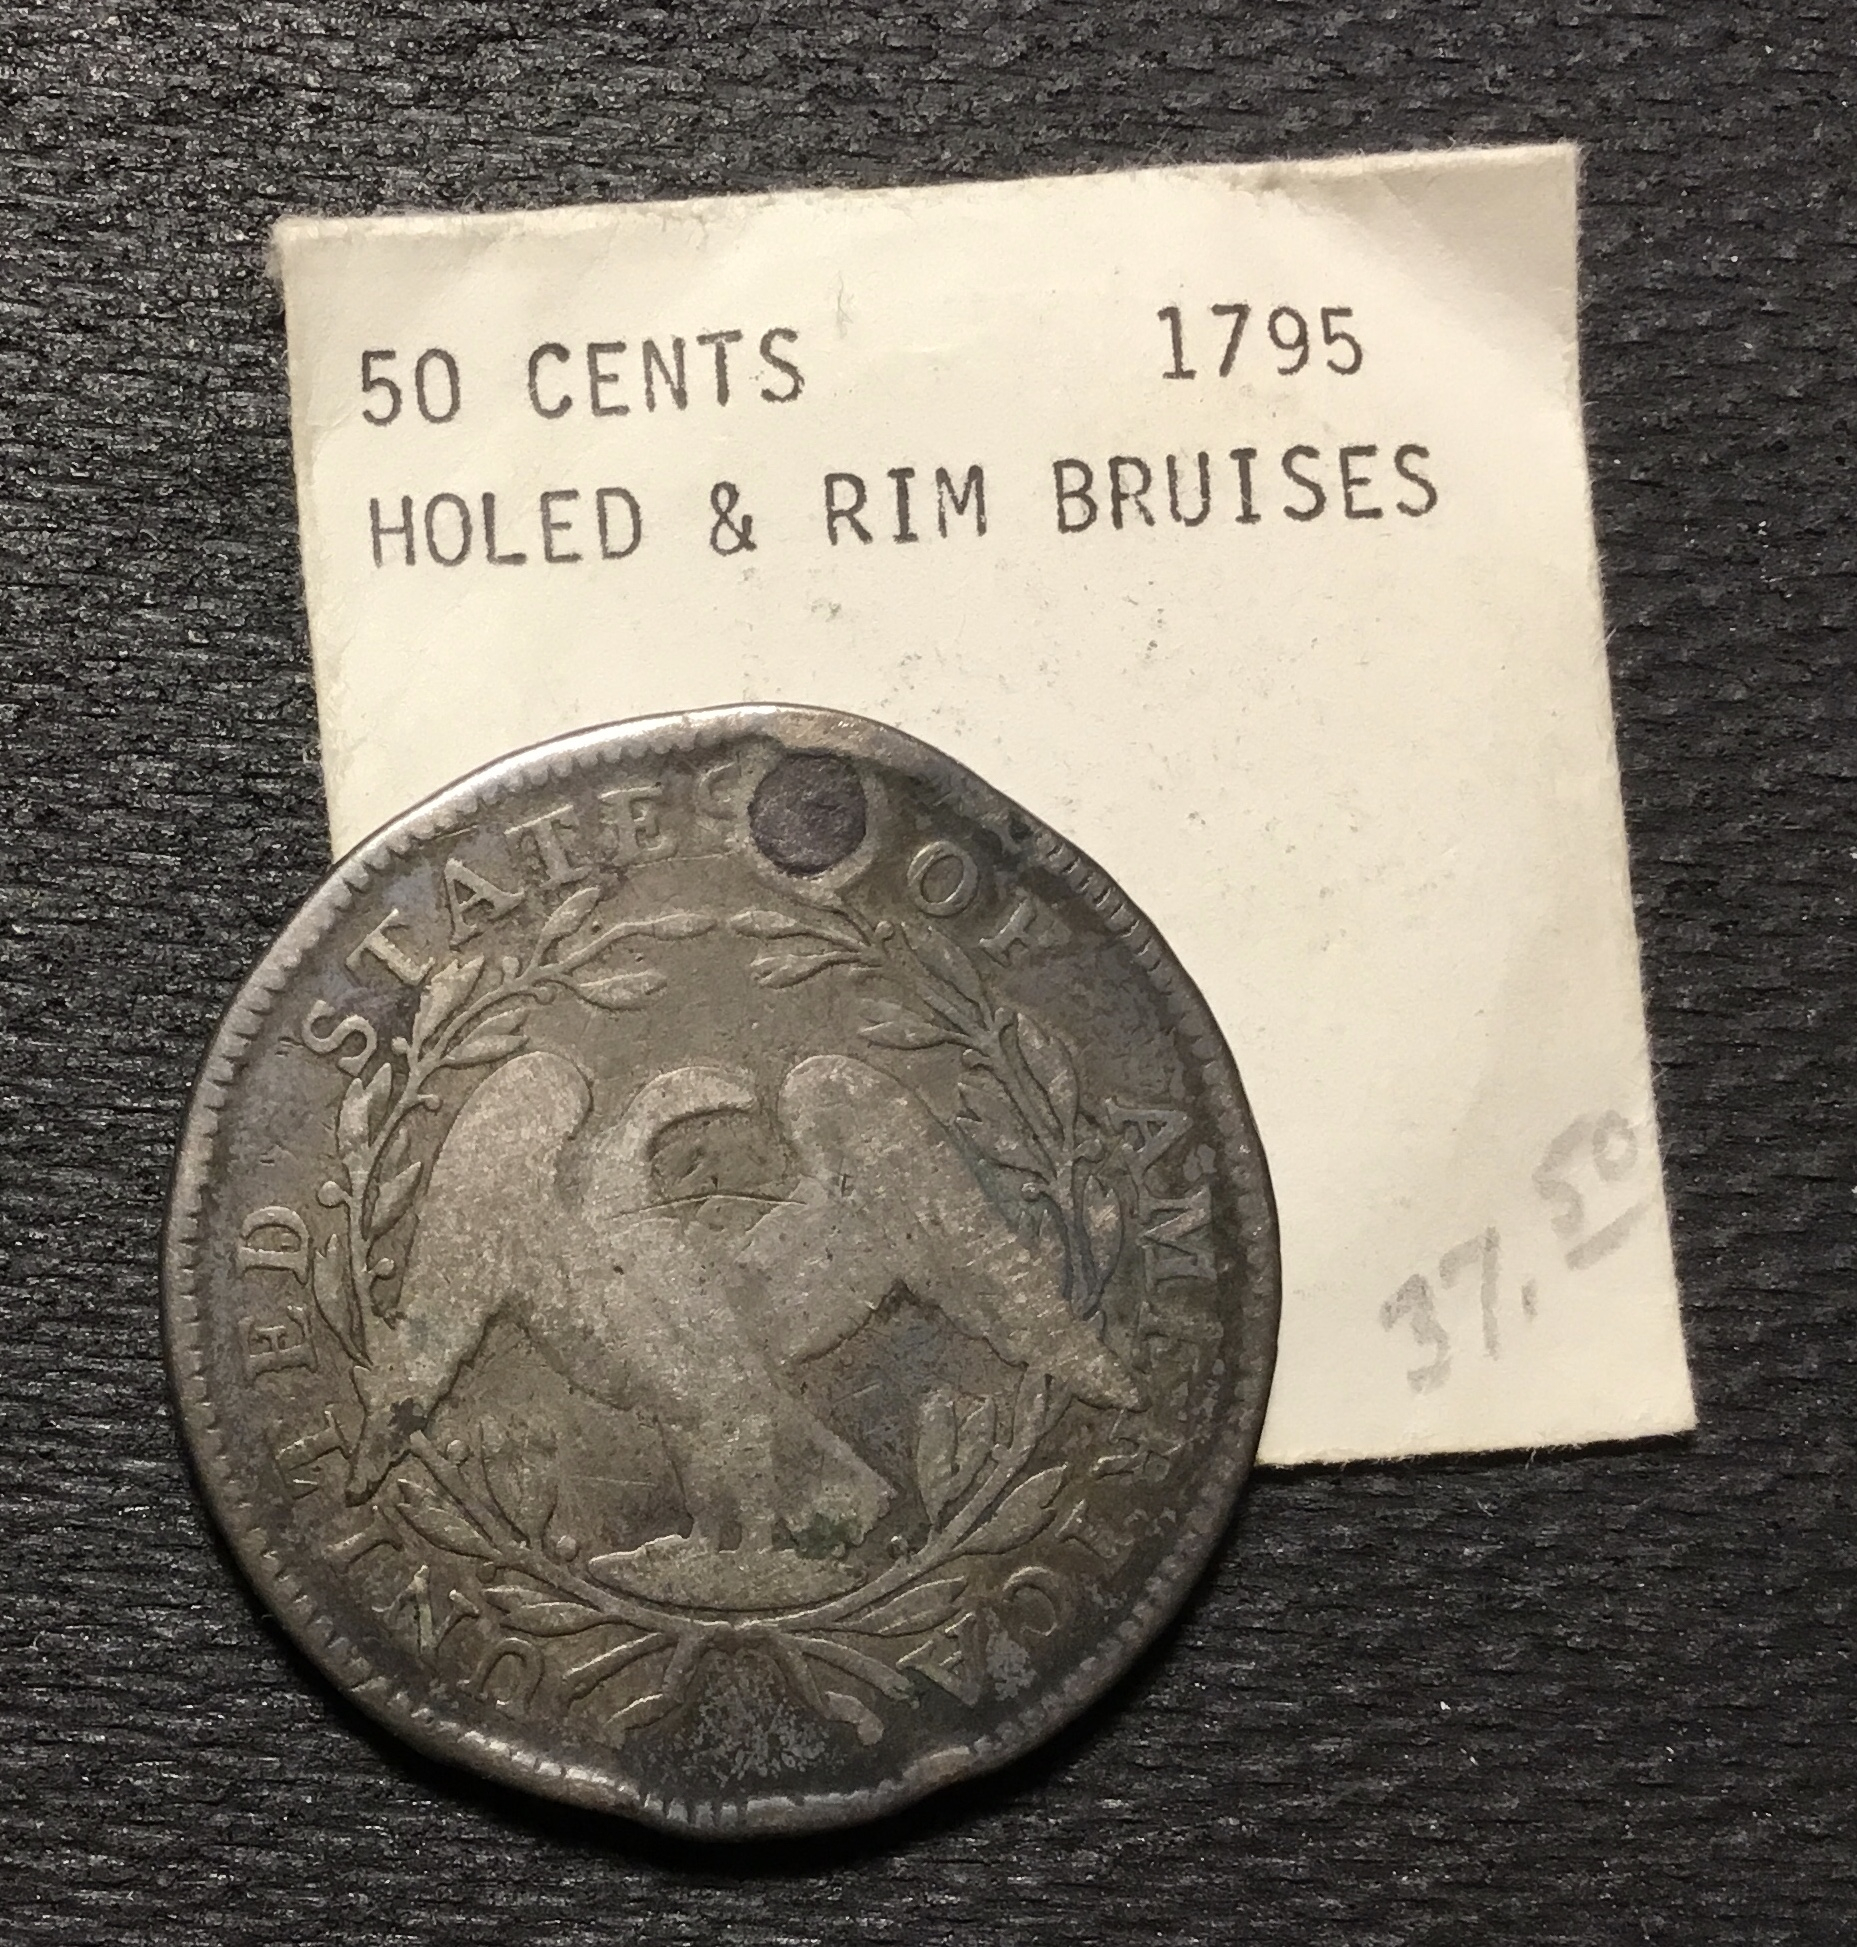 50 CENTS 1795
HOLED & RIM BRUISES
37.50
UNITED STATES OF AMERICA